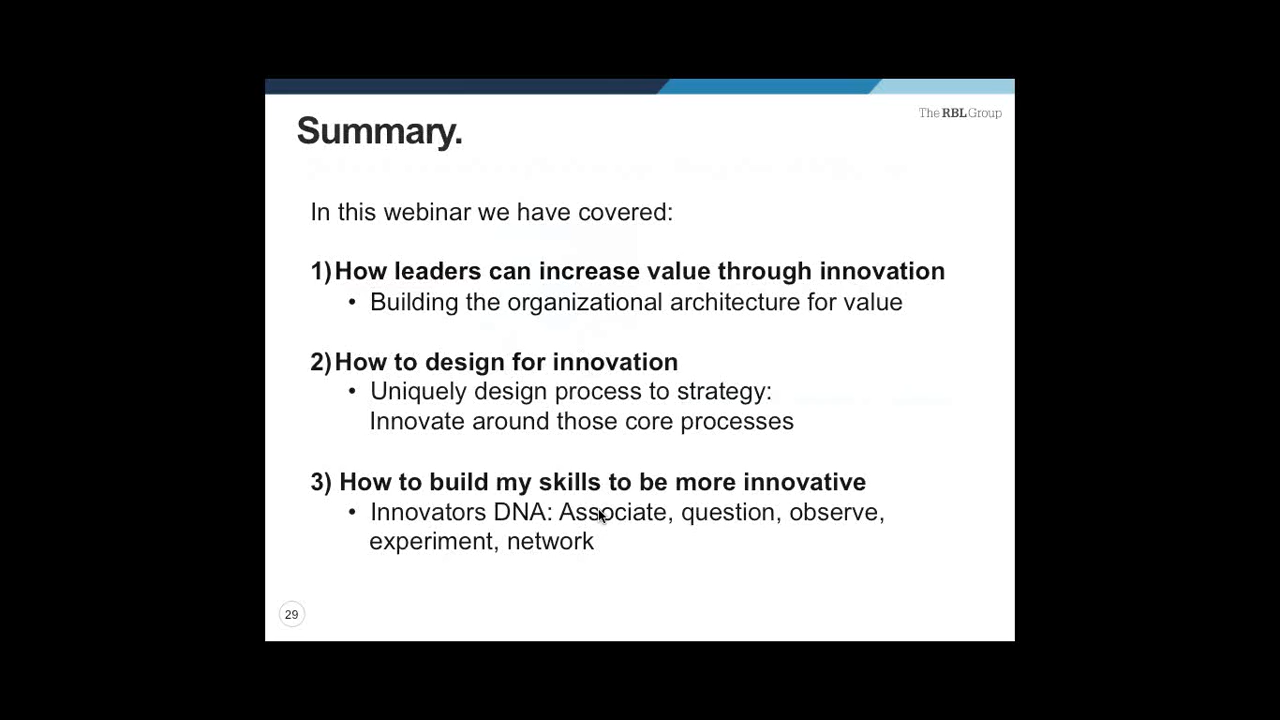 The RBL Group
Summary.
In this webinar we have covered:
1) How leaders can increase value through innovation
• Building the organizational architecture for value
2) How to design for innovation
• Uniquely design process to strategy:
Innovate around those core processes
3) How to build my skills to be more innovative
• Innovators DNA: Associate, question, observe,
experiment, network
29